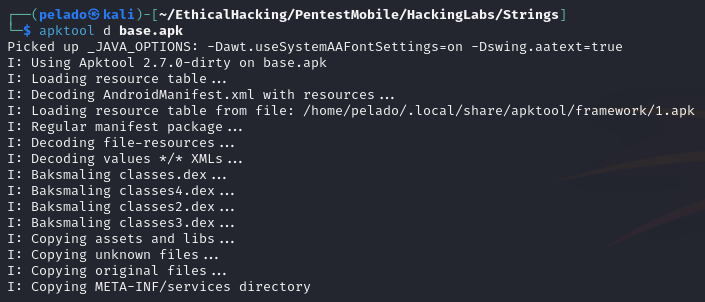 ┌──(pelado㉿kali)-[~/EthicalHacking/PentestMobile/HackingLabs/Strings]
└─$ apktool d base.apk
Picked up _JAVA_OPTIONS: -Dawt.useSystemAAFontSettings=on -Dswing.aatext=true
I: Using Apktool 2.7.0-dirty on base.apk
I: Loading resource table...
I: Decoding AndroidManifest.xml with resources...
I: Loading resource table from file: /home/pelado/.local/share/apktool/framework/1.apk
I: Regular manifest package...
I: Decoding file-resources...
I: Decoding values */* XMLs...
I: Baksmaling classes.dex...
I: Baksmaling classes4.dex...
I: Baksmaling classes2.dex...
I: Baksmaling classes3.dex...
I: Copying assets and libs...
I: Copying unknown files...
I: Copying original files...
I: Copying META-INF/services directory